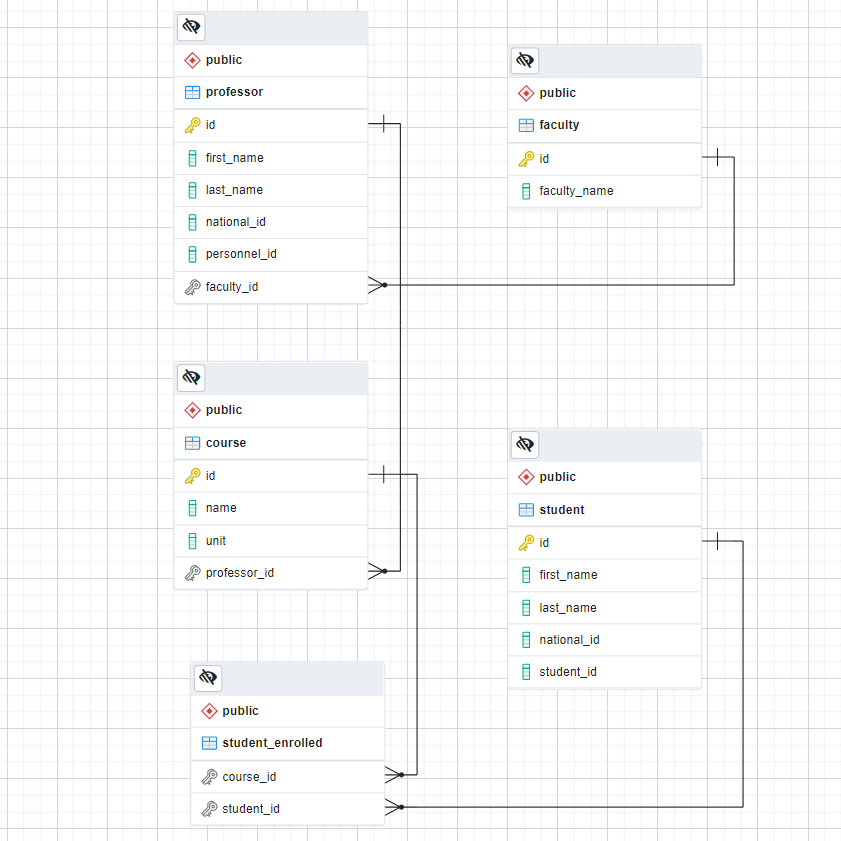 public
professor
id
first_name
last_name
national_id
personnel_id
faculty_id
public
faculty
id
faculty_name
public
course
id
name
unit
professor_id
public
student
id
first_name
last_name
national_id
student_id
public
student_enrolled
course_id
student_id